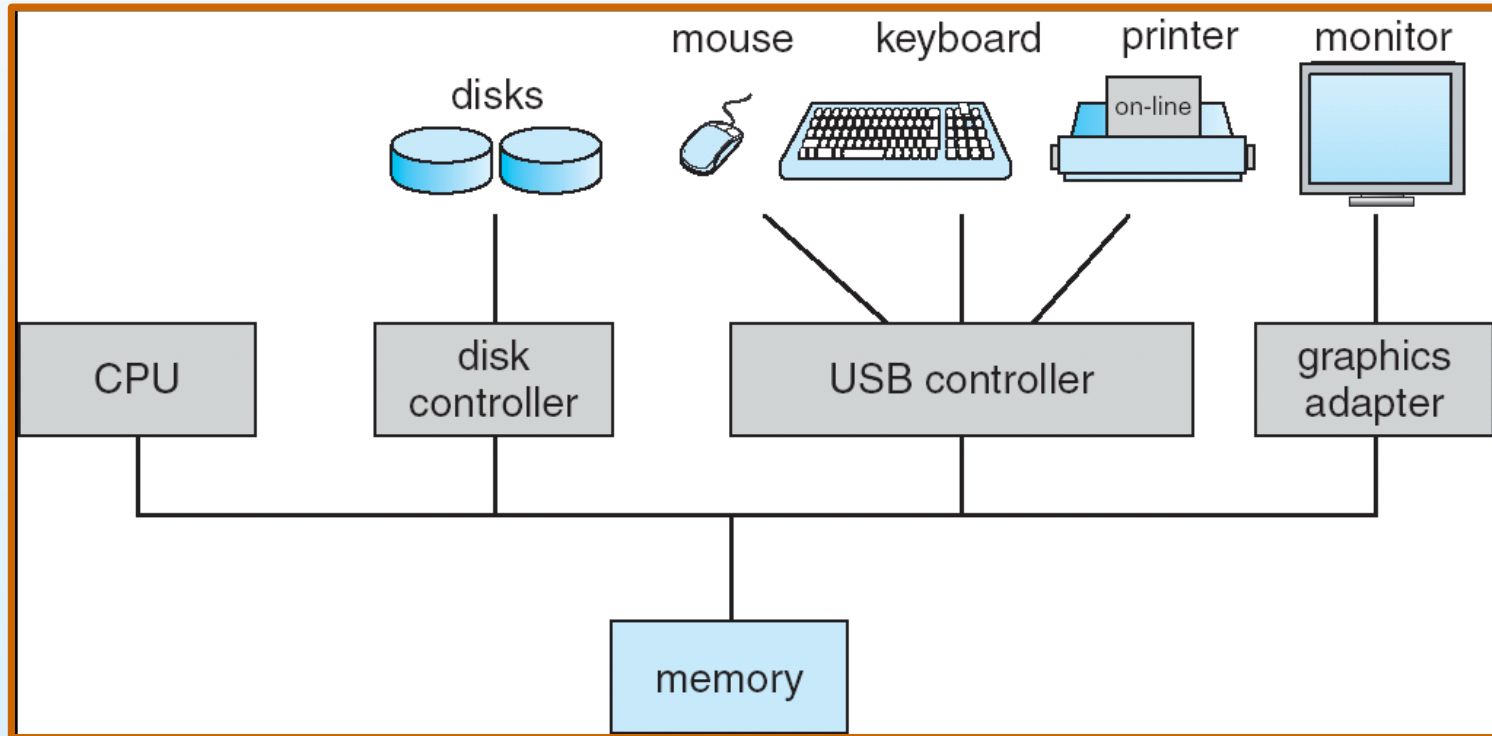 mouse
keyboard
printer
monitor
disks
on-line
CPU
disk
controller
USB controller
graphics
adapter
memory